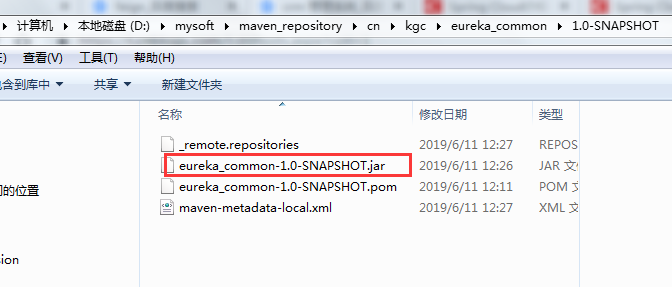 计算机 ▸ 本地磁盘 (D:) ▸ mysoft ▸ maven_repository ▸ cn ▸ kgc ▸ eureka_common ▸ 1.0-SNAPSHOT
查看(V) 工具(T) 帮助(H)
含到库中 共享 新建文件夹
名称 修改日期 类型
_remote.repositories 2019/6/11 12:27 REPOS
eureka_common-1.0-SNAPSHOT.jar 2019/6/11 12:26 JAR 文件
eureka_common-1.0-SNAPSHOT.pom 2019/6/11 12:11 POM 文
maven-metadata-local.xml 2019/6/11 12:27 XML 文
问的位置
sion